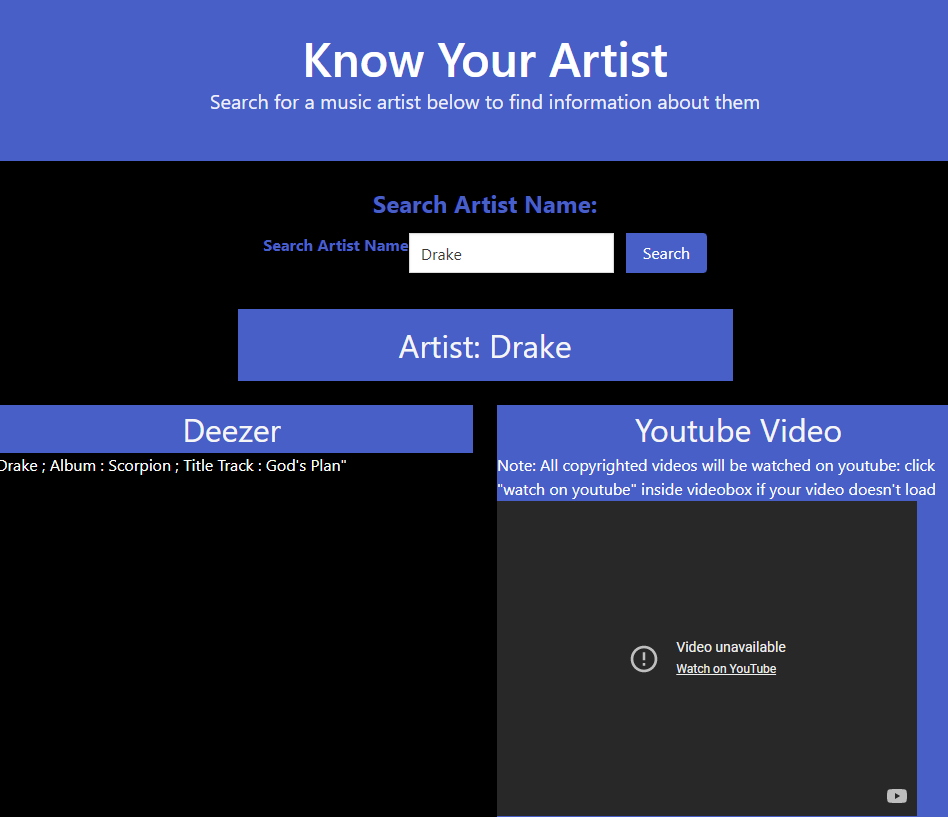 Know Your Artist
Search for a music artist below to find information about them
Search Artist Name:
Search Artist Name
Drake
Search
Artist: Drake
Deezer
Drake ; Album : Scorpion ; Title Track : God's Plan"
Youtube Video
Note: All copyrighted videos will be watched on youtube: click
"watch on youtube" inside videobox if your video doesn't load
Video unavailable
Watch on YouTube